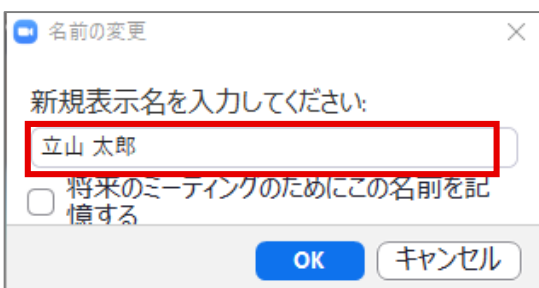 名前の変更
新規表示名を入力してください:
立山 太郎
将来のミーティングのためにこの名前を記
憶する
OK
キャンセル